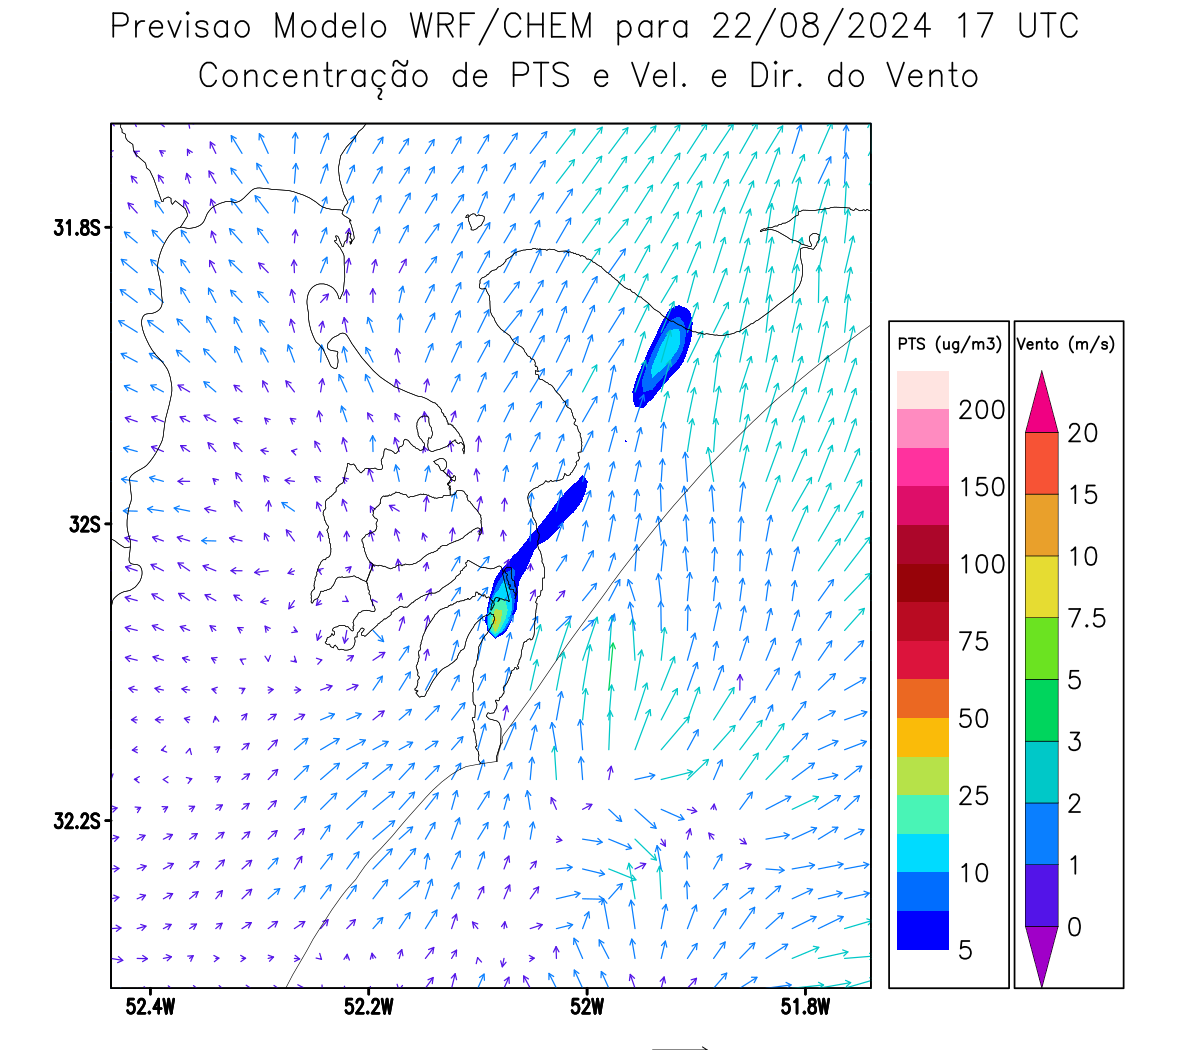 Previsao Modelo WRF/CHEM para 22/08/2024 17 UTC
Concentração de PTS e Vel. e Dir. do Vento
31.8S
32S
32.2S
52.4W
52.2W
52W
51.8W
PTS (ug/m3)
200
150
100
75
50
25
10
5
Vento (m/s)
20
15
10
7.5
5
3
2
1
0